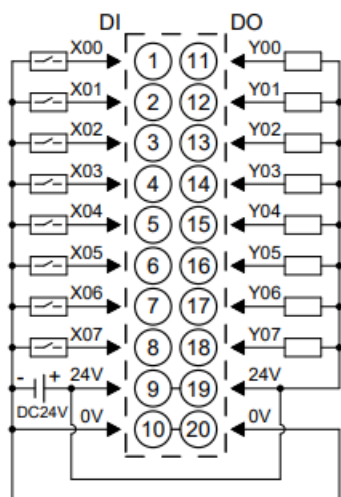 DI DO
X00 1 11 Y00
X01 2 12 Y01
X02 3 13 Y02
X03 4 14 Y03
X04 5 15 Y04
X05 6 16 Y05
X06 7 17 Y06
X07 8 18 Y07
- + 24V 9 19 24V
DC24V 0V 10 20 0V